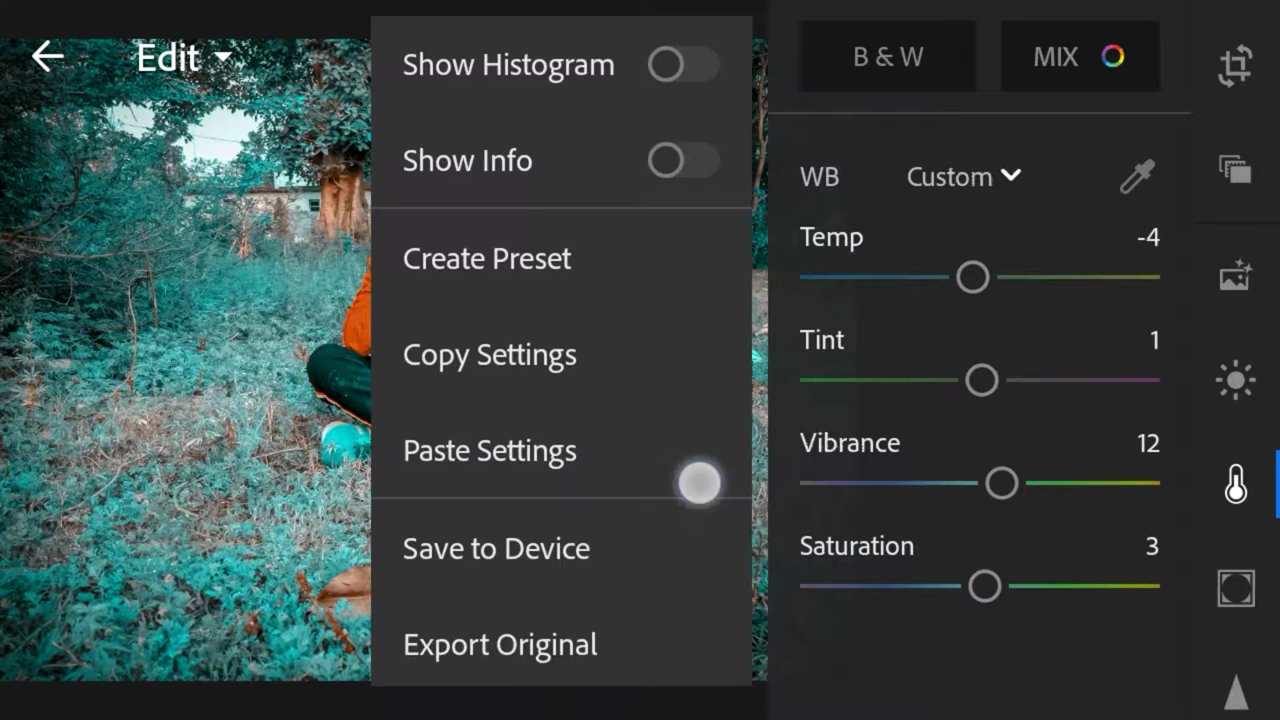 Edit
Show Histogram
Show Info
Create Preset
Copy Settings
Paste Settings
Save to Device
Export Original
B & W
MIX
WB Custom
Temp -4
Tint 1
Vibrance 12
Saturation 3